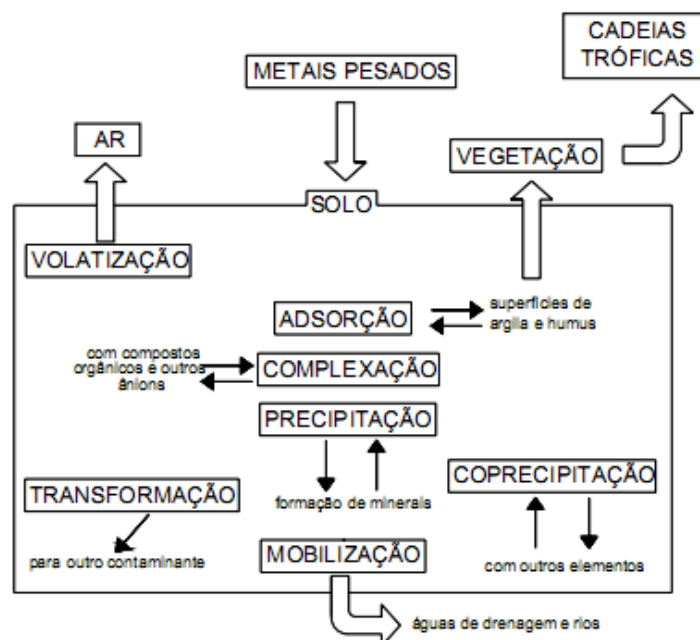 CADEIAS
TRÓFICAS
METAIS PESADOS
AR
VEGETAÇÃO
SOLO
VOLATIZAÇÃO
ADSORÇÃO
superfícies de
argila e humus
com compostos
orgânicos e outros
ânions
COMPLEXAÇÃO
PRECIPITAÇÃO
formação de minerais
COPRECIPITAÇÃO
com outros elementos
TRANSFORMAÇÃO
para outro contaminante
MOBILIZAÇÃO
águas de drenagem e rios